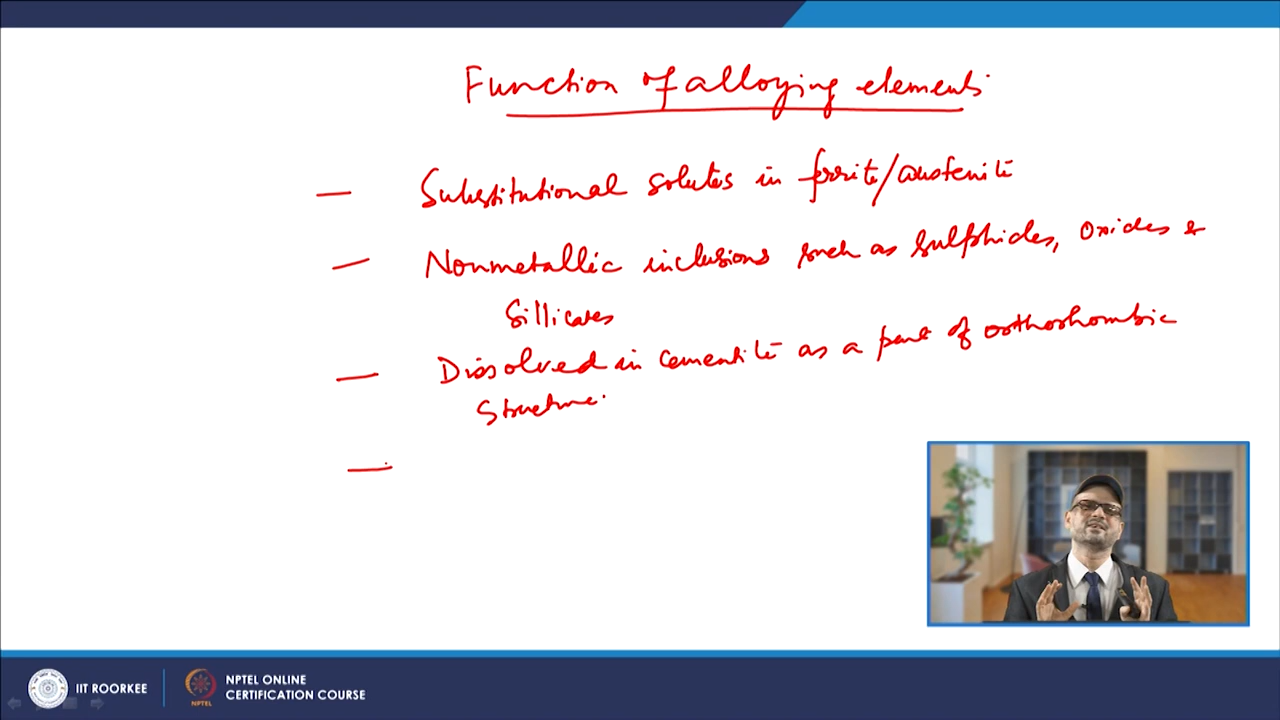 Function of alloying elements
— Substitutional solutes in ferrite/austenite
— Nonmetallic inclusions such as sulphides, oxides &
Sillicates
— Dissolved in cementite as a part of orthorhombic
Structure.
—
IIT ROORKEE
NPTEL ONLINE
CERTIFICATION COURSE
NPTEL